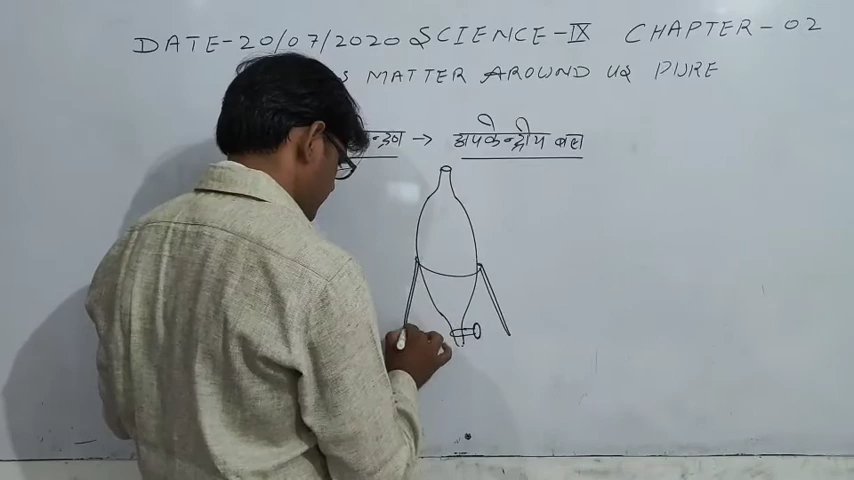 DATE-20/07/2020 SCIENCE-IX CHAPTER-02
MATTER AROUND US PURE
→ अपकेन्द्रीय बल